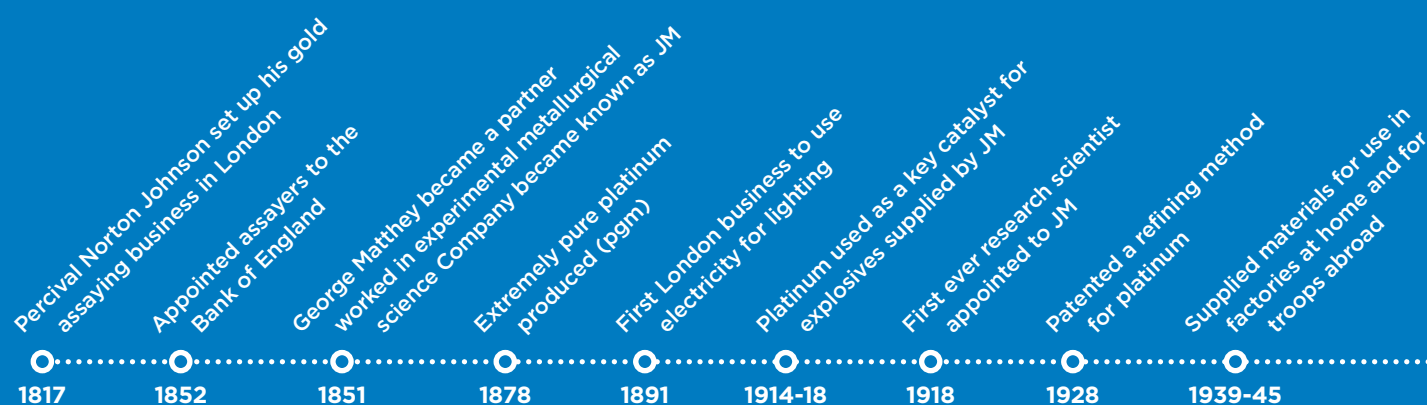 Percival Norton Johnson set up his gold
assaying business in London
1817
Appointed assayers to the
Bank of England
1852
George Matthey became a partner
worked in experimental metallurgical
science Company became known as JM
1851
Extremely pure platinum
produced (pgm)
1878
First London business to use
electricity for lighting
1891
Platinum used as a key catalyst for
explosives supplied by JM
1914-18
First ever research scientist
appointed to JM
1918
Patented a refining method
for platinum
1928
Supplied materials for use in
factories at home and for
troops abroad
1939-45